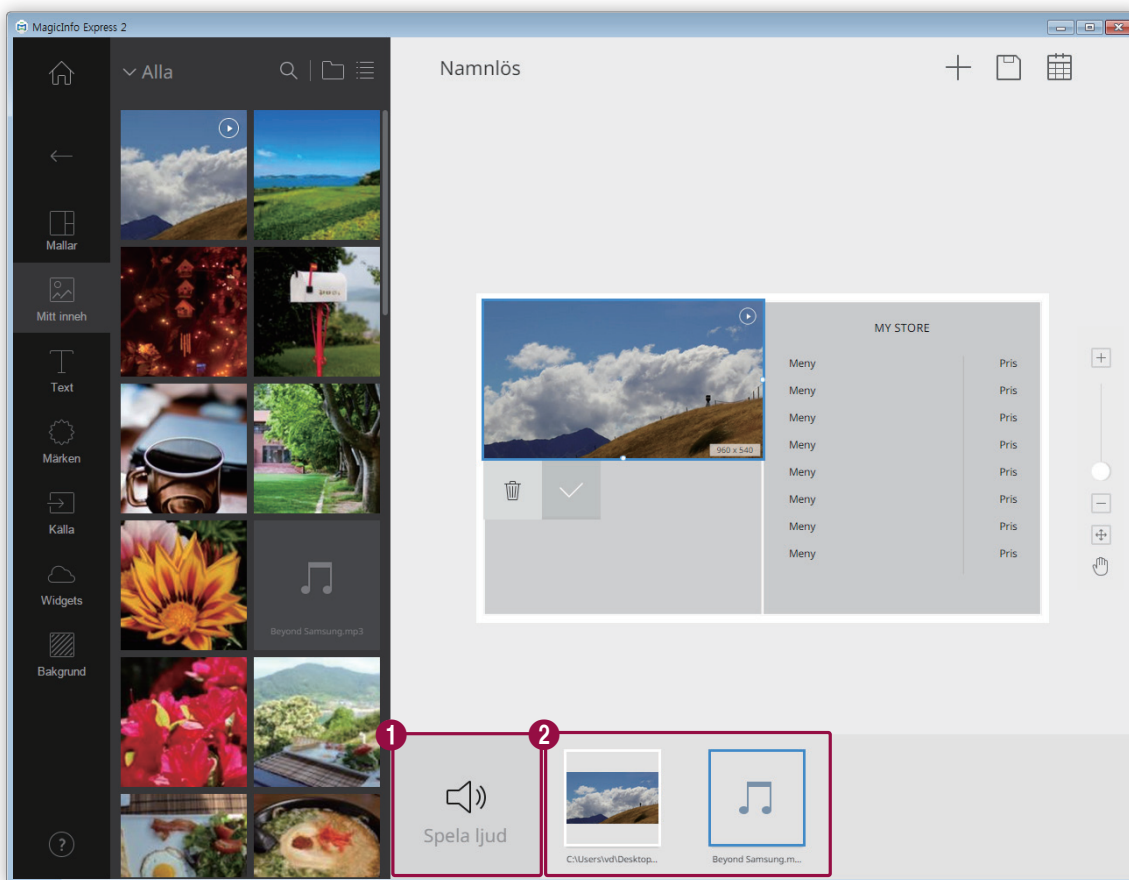 MagicInfo Express 2
Alla
Namnlös
Mallar
Mitt inneh
Text
Märken
Källa
Widgets
Bakgrund
?
Beyond Samsung.mp3
960 x 540
MY STORE
Meny Pris
Meny Pris
Meny Pris
Meny Pris
Meny Pris
Meny Pris
Meny Pris
Meny Pris
1
Spela ljud
2
C:\Users\vd\Desktop...
Beyond Samsung.m...